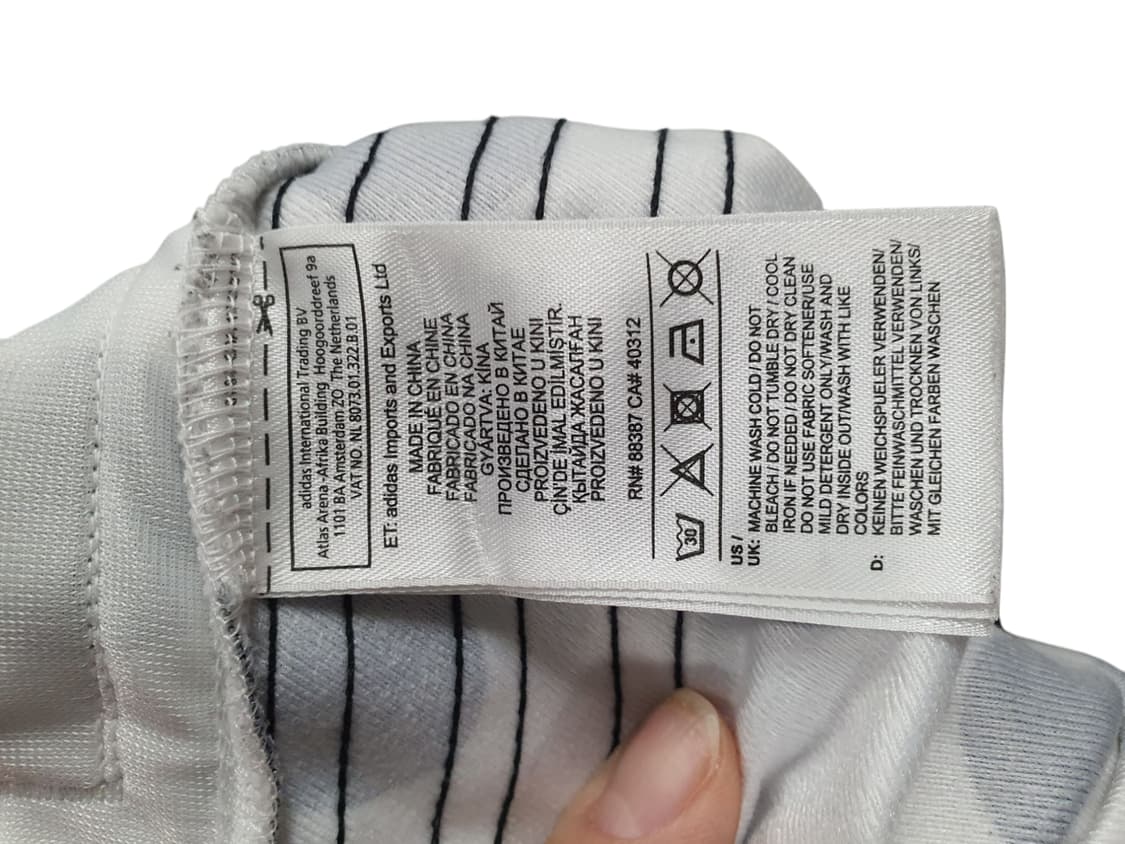 adidas International Trading BV
Atlas Arena -Afrika Building Hoogoorddreef 9a
1101 BA Amsterdam ZO The Netherlands
VAT NO. NL 8073.01.322.B.01
ET: adidas Imports and Exports Ltd
MADE IN CHINA
FABRIQUÉ EN CHINE
FABRICADO EN CHINA
FABRICADO NA CHINA
GYÁRTVA: KÍNA
ПРОИЗВЕДЕНО В КИТАЙ
СДЕЛАНО В КИТАЕ
PROIZVEDENO U KINI
ÇİN'DE İMAL EDİLMİŞTİR.
ҚЫТАЙДА ЖАСАЛҒАН
PROIZVEDENO U KINI
RN# 88387 CA# 40312
30
US /
UK: MACHINE WASH COLD / DO NOT
BLEACH / DO NOT TUMBLE DRY / COOL
IRON IF NEEDED / DO NOT DRY CLEAN
DO NOT USE FABRIC SOFTENER/USE
MILD DETERGENT ONLY/WASH AND
DRY INSIDE OUT/WASH WITH LIKE
COLORS
D: KEINEN WEICHSPUELER VERWENDEN/
BITTE FEINWASCHMITTEL VERWENDEN/
WASCHEN UND TROCKNEN VON LINKS/
MIT GLEICHEN FARBEN WASCHEN